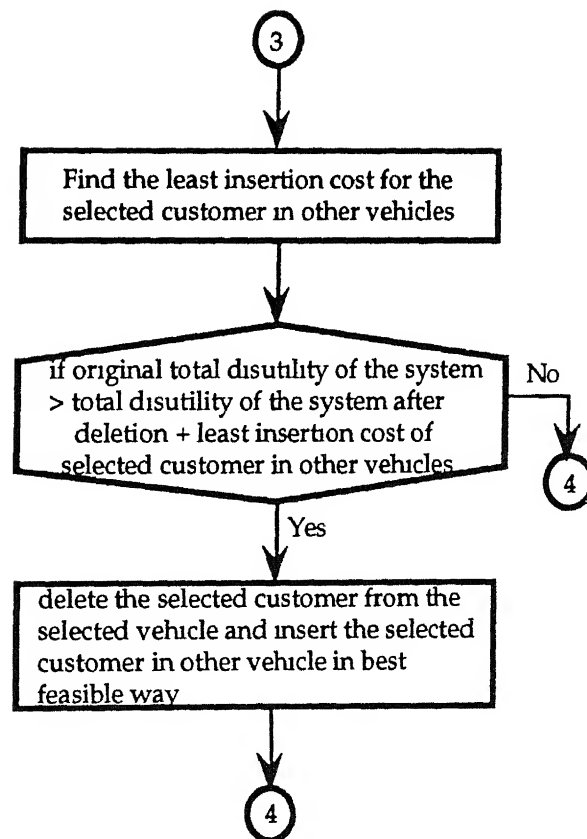 3
Find the least insertion cost for the
selected customer in other vehicles
if original total disutility of the system
> total disutility of the system after
deletion + least insertion cost of
selected customer in other vehicles
No
4
Yes
delete the selected customer from the
selected vehicle and insert the selected
customer in other vehicle in best
feasible way
4